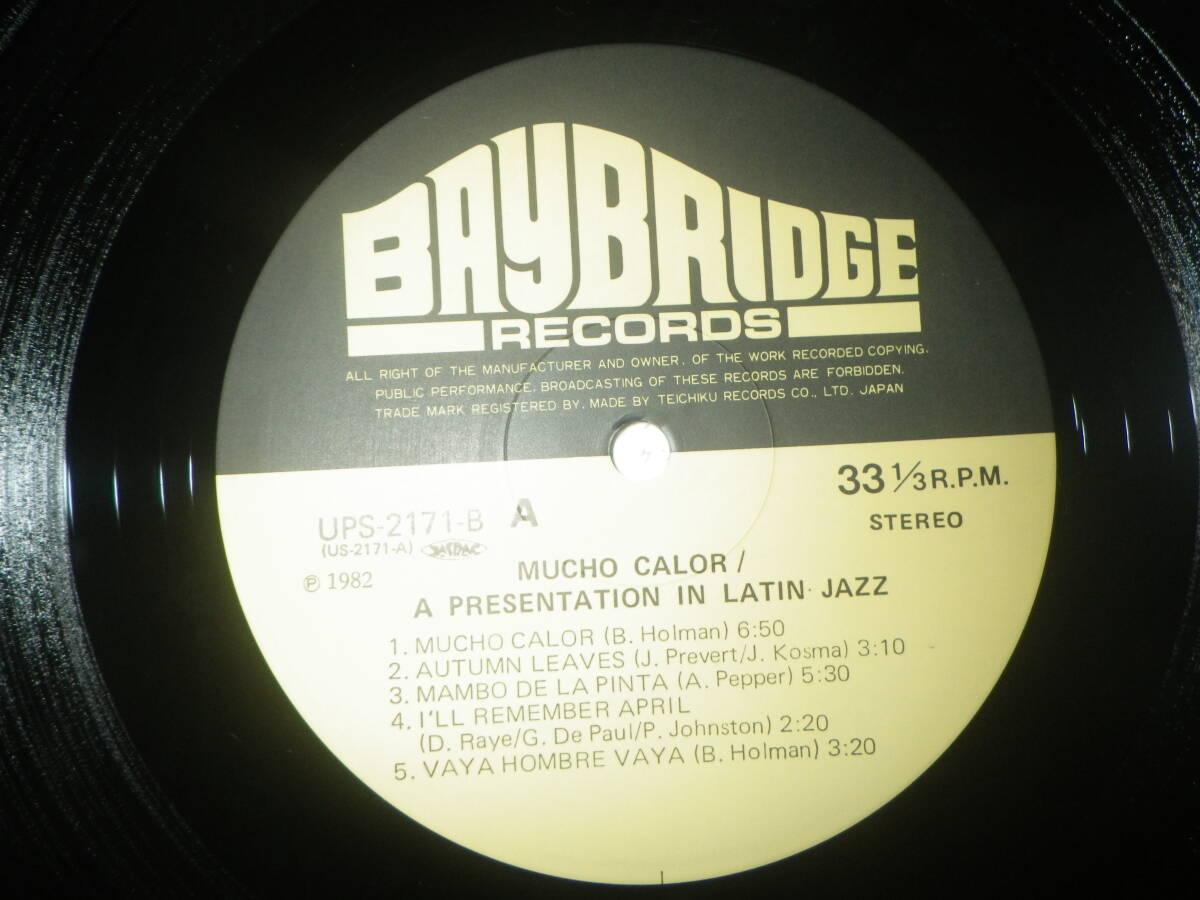 BAYBRIDGE
RECORDS
ALL RIGHT OF THE MANUFACTURER AND OWNER. OF THE WORK RECORDED COPYING.
PUBLIC PERFORMANCE. BROADCASTING OF THESE RECORDS ARE FORBIDDEN.
TRADE MARK REGISTERED BY. MADE BY TEICHIKU RECORDS CO., LTD. JAPAN
33 1/3 R.P.M.
STEREO
UPS-2171-B A
(US-2171-A) JASRAC
℗ 1982
MUCHO CALOR /
A PRESENTATION IN LATIN JAZZ
1. MUCHO CALOR (B. Holman) 6:50
2. AUTUMN LEAVES (J. Prevert/J. Kosma) 3:10
3. MAMBO DE LA PINTA (A. Pepper) 5:30
4. I'LL REMEMBER APRIL
(D. Raye/G. De Paul/P. Johnston) 2:20
5. VAYA HOMBRE VAYA (B. Holman) 3:20